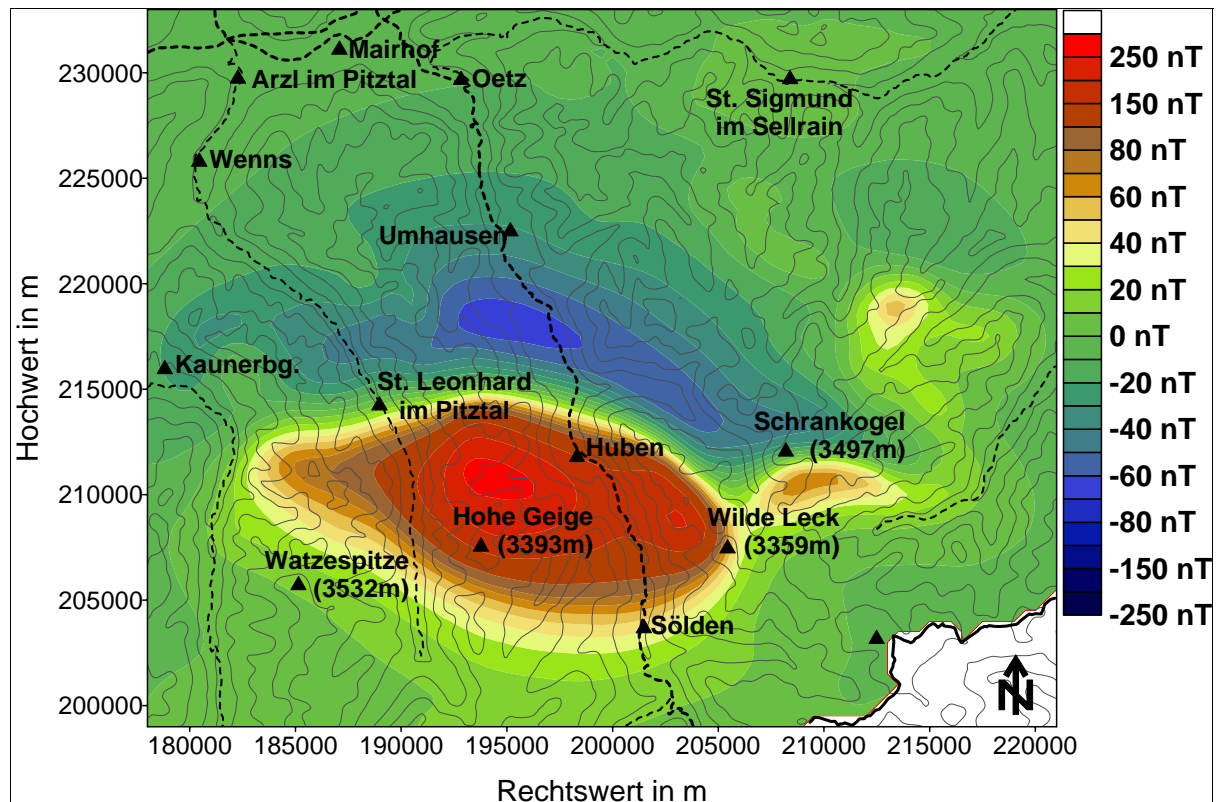 Mairhof
Arzl im Pitztal
Oetz
St. Sigmund
im Sellrain
Wenns
Umhausen
Kaunerbg.
St. Leonhard
im Pitztal
Schrankogel
(3497m)
Huben
Hohe Geige
(3393m)
Wilde Leck
(3359m)
Watzespitze
(3532m)
Sölden
N
230000
225000
220000
215000
210000
205000
200000
Hochwert in m
180000 185000 190000 195000 200000 205000 210000 215000 220000
Rechtswert in m
250 nT
150 nT
80 nT
60 nT
40 nT
20 nT
0 nT
-20 nT
-40 nT
-60 nT
-80 nT
-150 nT
-250 nT